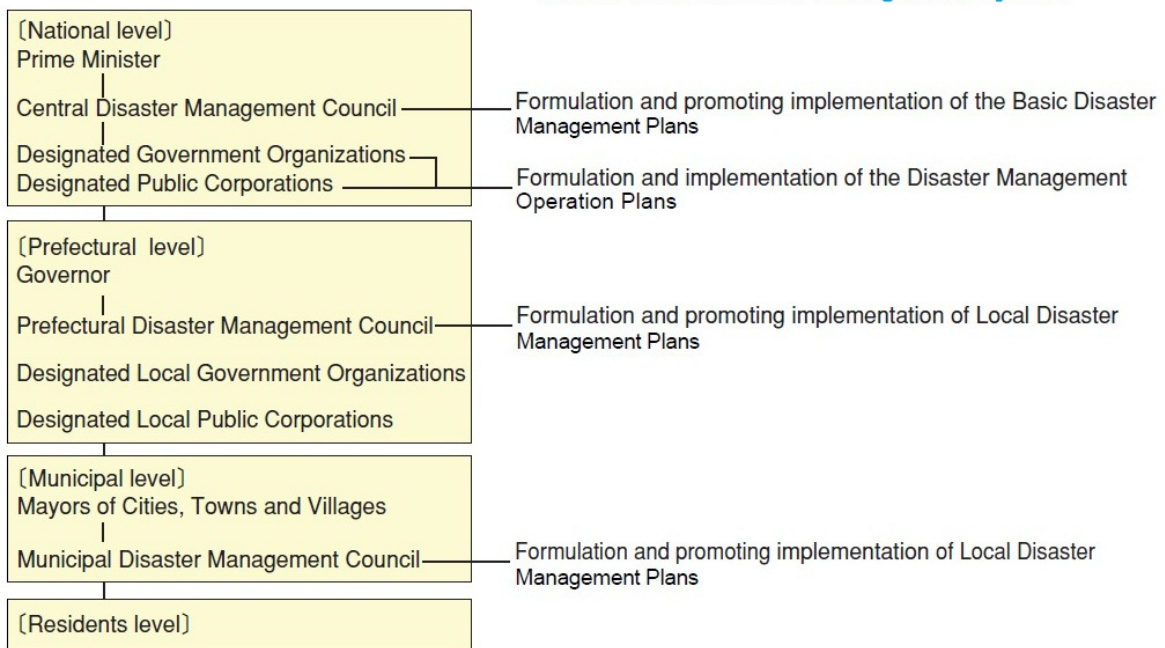 〔National level〕
Prime Minister
Central Disaster Management Council
Formulation and promoting implementation of the Basic Disaster
Management Plans
Designated Government Organizations
Designated Public Corporations
Formulation and implementation of the Disaster Management
Operation Plans
〔Prefectural level〕
Governor
Prefectural Disaster Management Council
Formulation and promoting implementation of Local Disaster
Management Plans
Designated Local Government Organizations
Designated Local Public Corporations
〔Municipal level〕
Mayors of Cities, Towns and Villages
Municipal Disaster Management Council
Formulation and promoting implementation of Local Disaster
Management Plans
〔Residents level〕